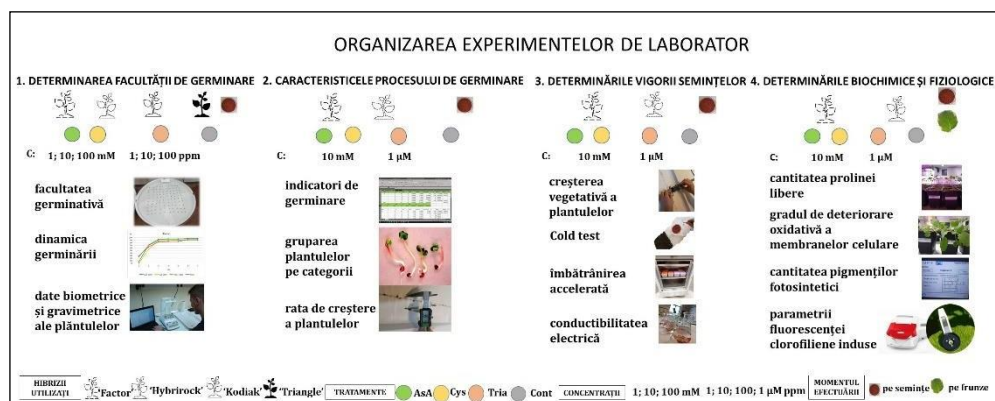 ORGANIZAREA EXPERIMENTELOR DE LABORATOR
1. DETERMINAREA FACULTĂȚII DE GERMINARE
C: 1; 10; 100 mM 1; 10; 100 ppm
facultatea
germinativă
dinamica
germinării
date biometrice
și gravimetrice
ale plăntulelor
2. CARACTERISTICELE PROCESULUI DE GERMINARE
C: 10 mM 1 μM
indicatori de
germinare
gruparea
plantulelor
pe categorii
rata de creștere
a plantulelor
3. DETERMINĂRILE VIGORII SEMINȚELOR
C: 10 mM 1 μM
creșterea
vegetativă a
plantulelor
Cold test
îmbătrânirea
accelerată
conductibilitatea
electrică
4. DETERMINĂRILE BIOCHIMICE ȘI FIZIOLOGICE
C: 10 mM 1 μM
cantitatea prolinei
libere
gradul de deteriorare
oxidativă a
membranelor celulare
cantitatea pigmenților
fotosintetici
parametrii
fluorescenței
clorofiliene induse
HIBRIZII
UTILIZAȚI
'Factor' 'Hybrirock' 'Kodiak' 'Triangle'
TRATAMENTE
AsA Cys Tria Cont
CONCENTRAȚII
1; 10; 100 mM 1; 10; 100; 1 μM ppm
MOMENTUL
EFECTUĂRII
pe semințe pe frunze